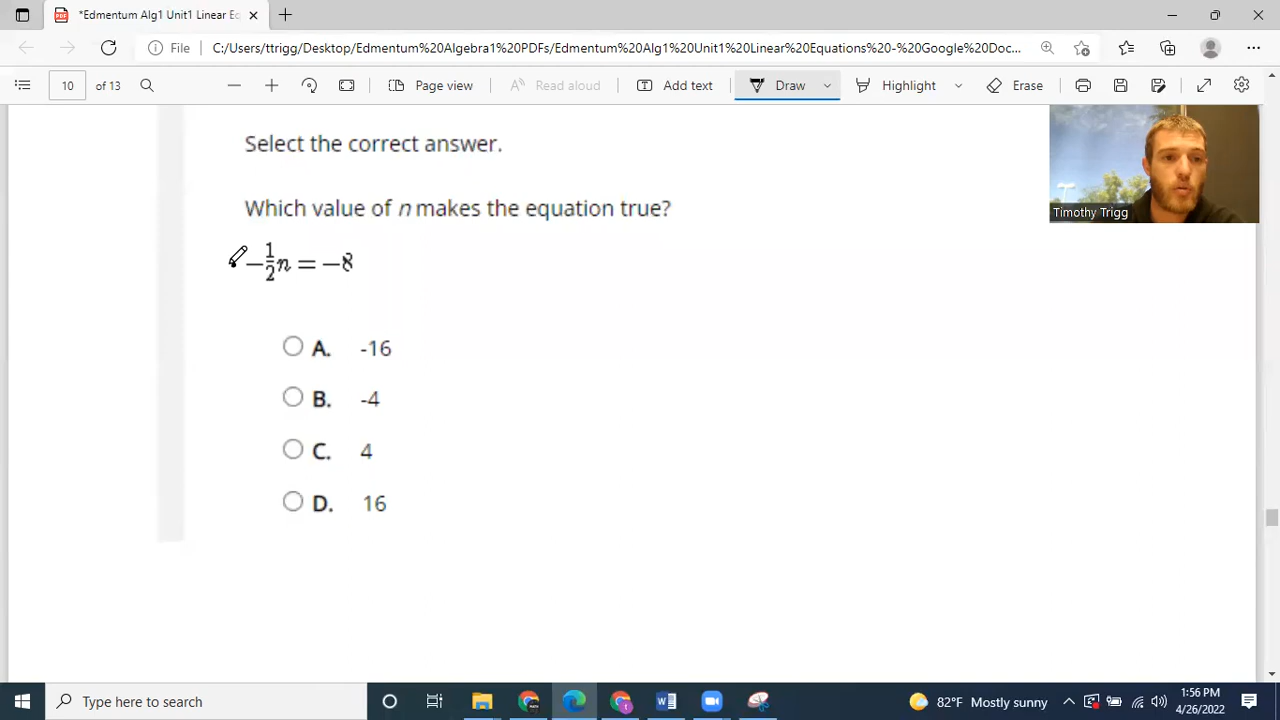 *Edmentum Alg1 Unit1 Linear Eq
File
C:/Users/ttrigg/Desktop/Edmentum%20Algebra1%20PDFs/Edmentum%20Alg1%20Unit1%20Linear%20Equations%20-%20Google%20Doc...
10 of 13
Page view
Read aloud
Add text
Draw
Highlight
Erase
Select the correct answer.
Timothy Trigg
Which value of n makes the equation true?
-1/2n = -8
A. -16
B. -4
C. 4
D. 16
Type here to search
82°F Mostly sunny
1:56 PM
4/26/2022